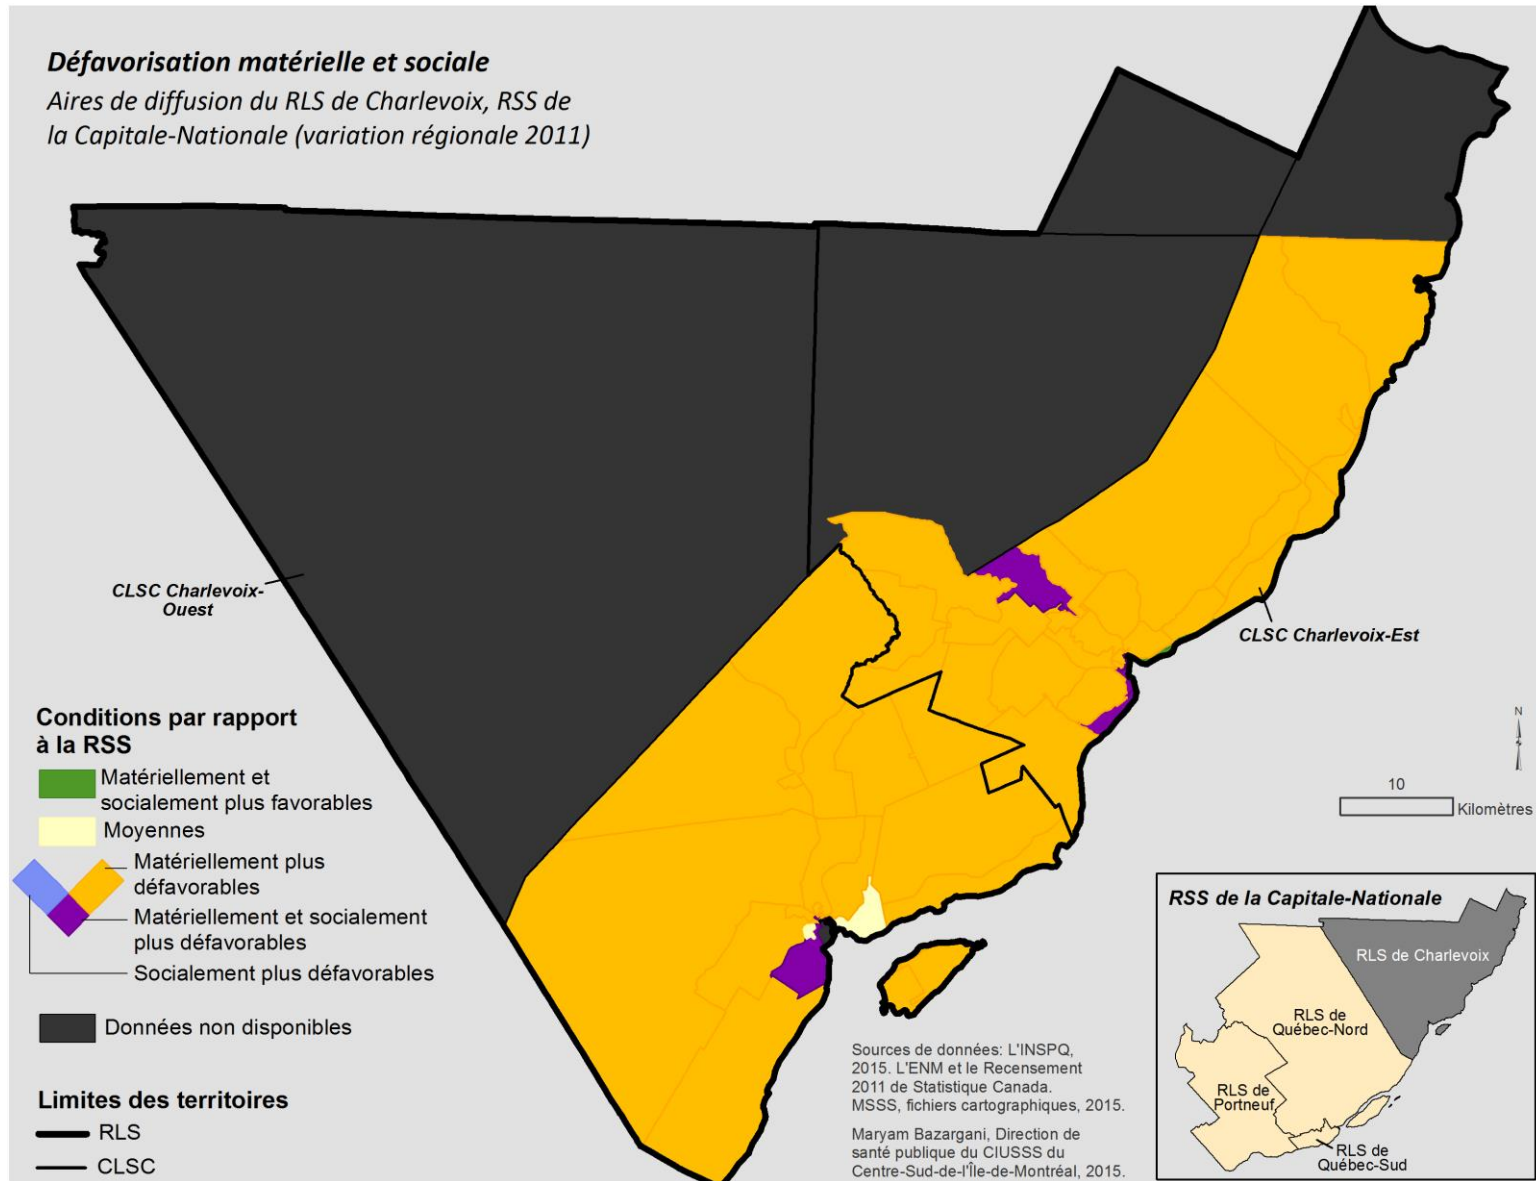 Défavorisation matérielle et sociale
Aires de diffusion du RLS de Charlevoix, RSS de
la Capitale-Nationale (variation régionale 2011)
CLSC Charlevoix-
Ouest
CLSC Charlevoix-Est
Conditions par rapport
à la RSS
Matériellement et
socialement plus favorables
Moyennes
Matériellement plus
défavorables
Matériellement et socialement
plus défavorables
Socialement plus défavorables
Données non disponibles
Limites des territoires
RLS
CLSC
N
10
Kilomètres
Sources de données: L'INSPQ,
2015. L'ENM et le Recensement
2011 de Statistique Canada.
MSSS, fichiers cartographiques, 2015.
Maryam Bazargani, Direction de
santé publique du CIUSSS du
Centre-Sud-de-l'Île-de-Montréal, 2015.
RSS de la Capitale-Nationale
RLS de Charlevoix
RLS de
Québec-Nord
RLS de
Portneuf
RLS de
Québec-Sud